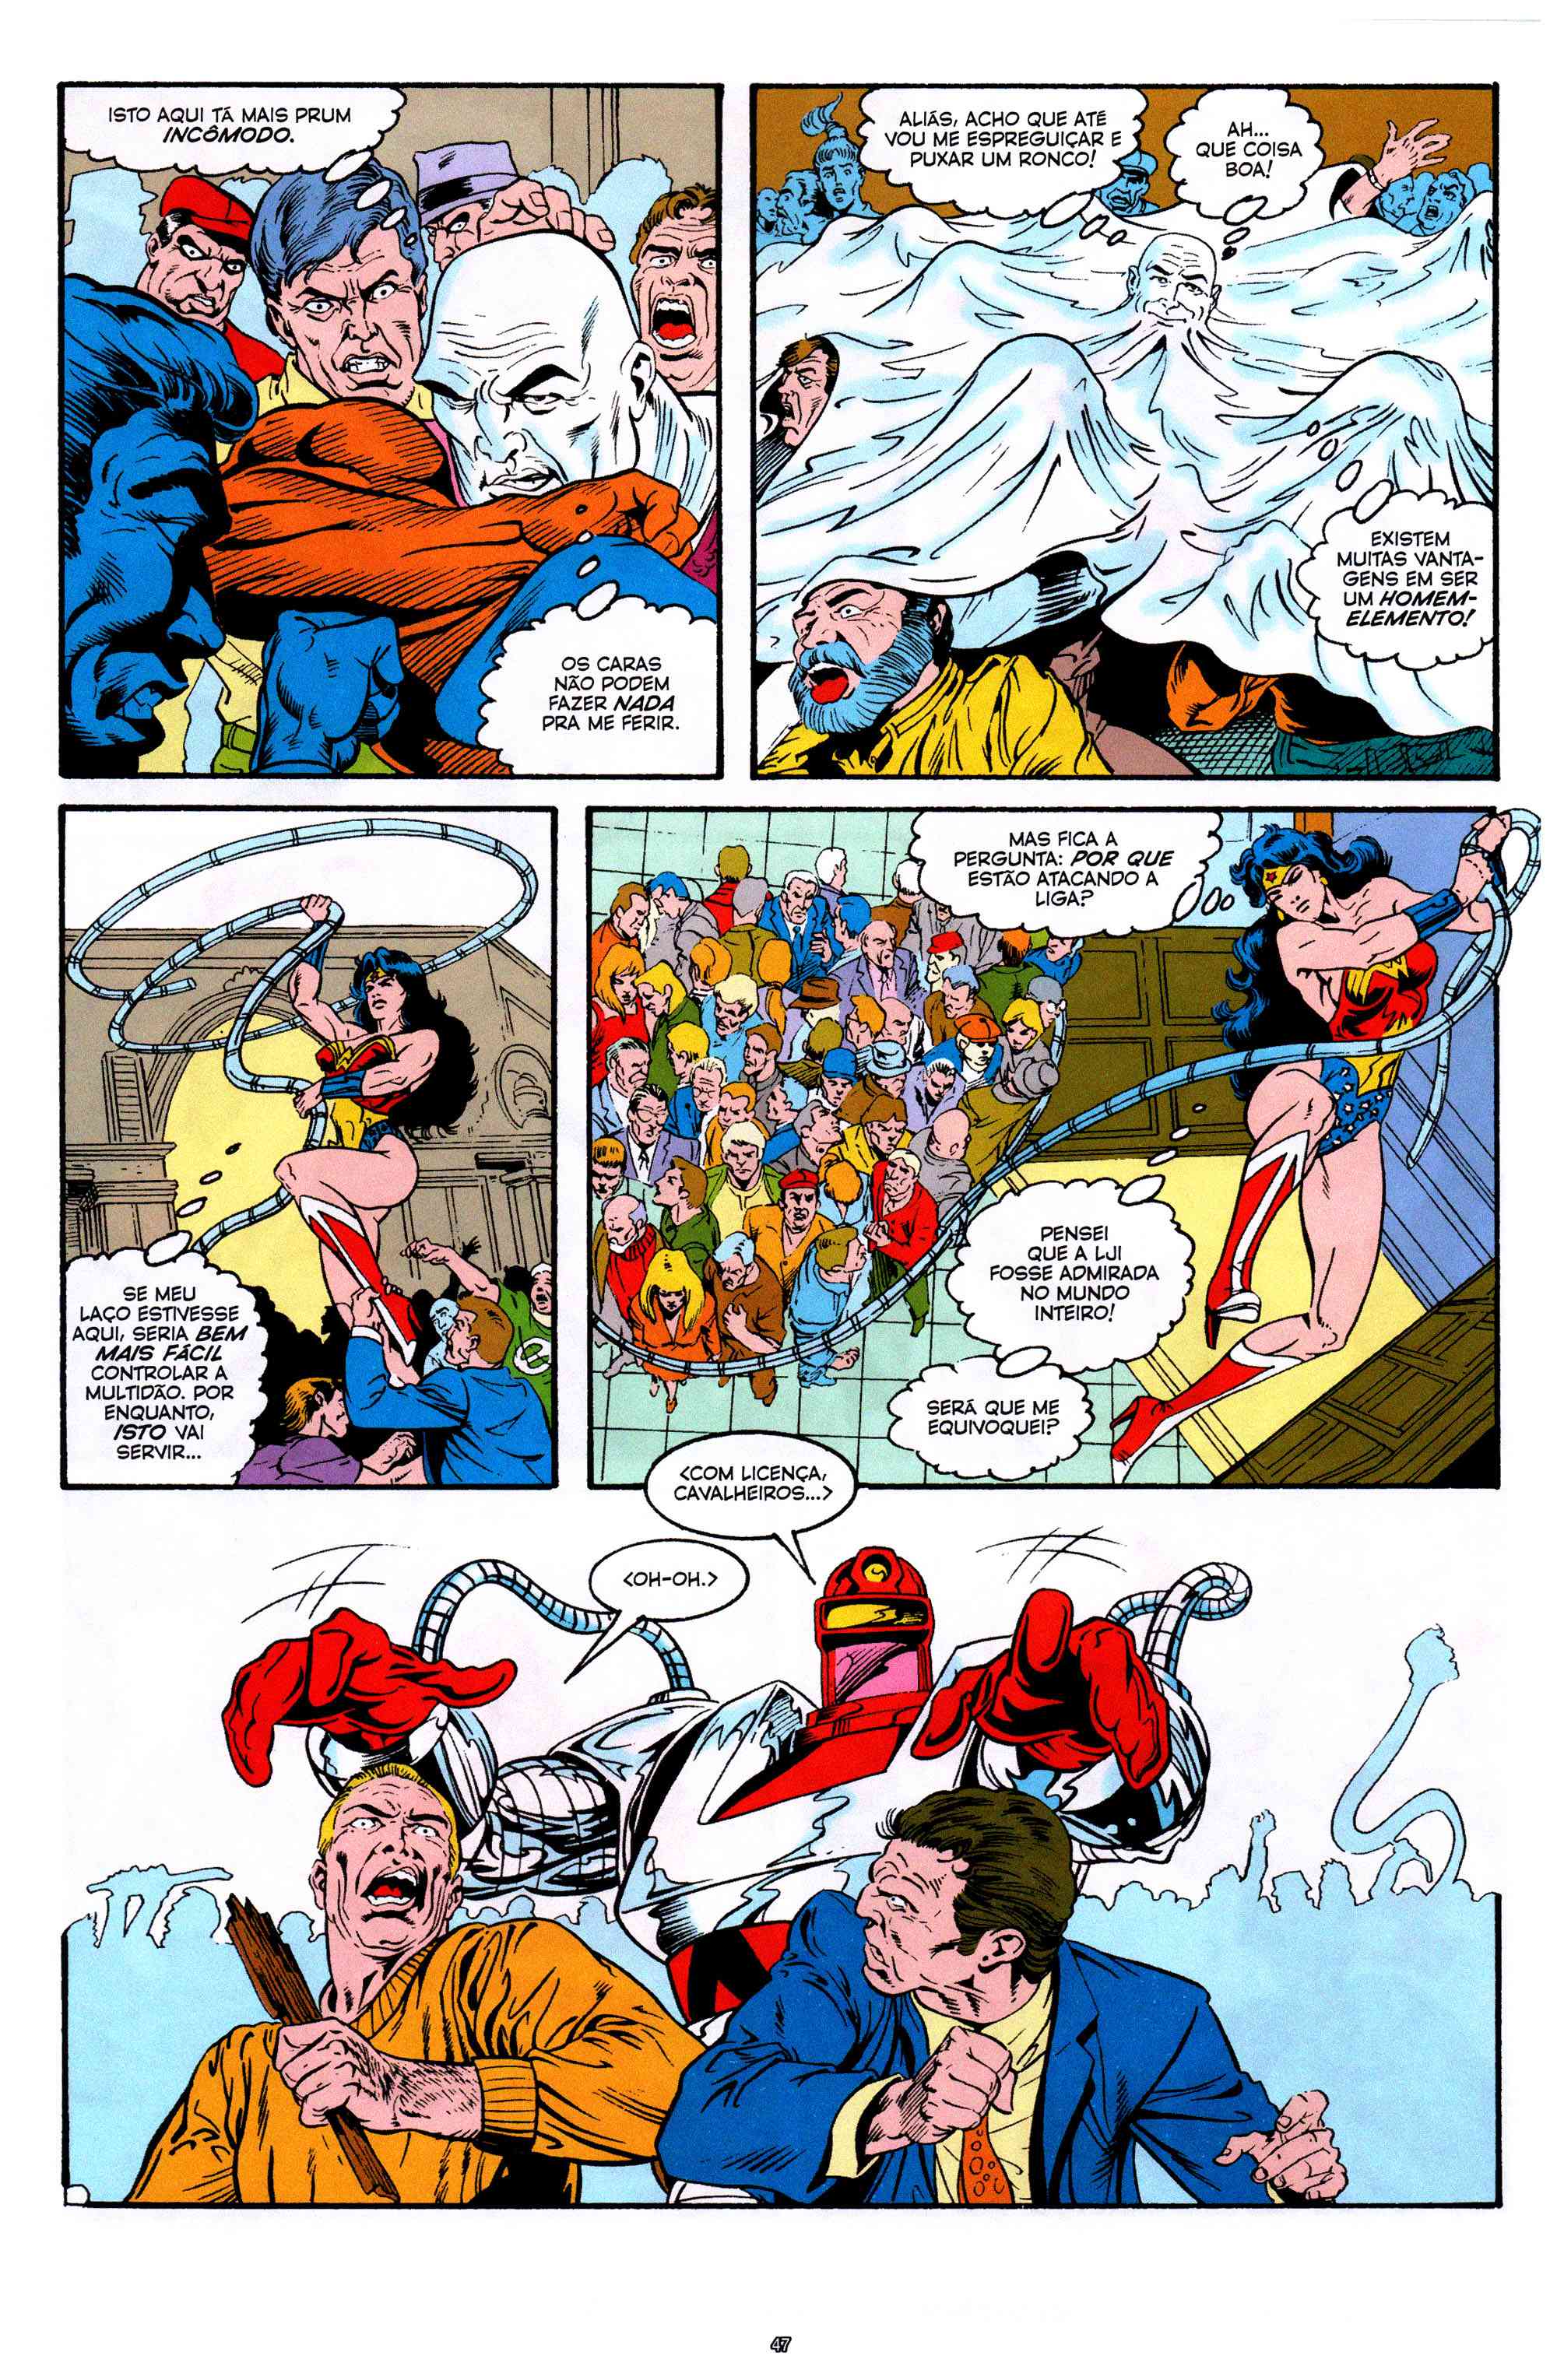 ISTO AQUI TÁ MAIS PRUM
INCÔMODO.
OS CARAS
NÃO PODEM
FAZER NADA
PRA ME FERIR.
ALIÁS, ACHO QUE ATÉ
VOU ME ESPREGUIÇAR E
PUXAR UM RONCO!
AH...
QUE COISA
BOA!
EXISTEM
MUITAS VANTA-
GENS EM SER
UM HOMEM-
ELEMENTO!
SE MEU
LAÇO ESTIVESSE
AQUI, SERIA BEM
MAIS FÁCIL
CONTROLAR A
MULTIDÃO. POR
ENQUANTO,
ISTO VAI
SERVIR...
e
MAS FICA A
PERGUNTA: POR QUE
ESTÃO ATACANDO A
LIGA?
PENSEI
QUE A LJI
FOSSE ADMIRADA
NO MUNDO
INTEIRO!
SERÁ QUE ME
EQUIVOQUEI?
<COM LICENÇA,
CAVALHEIROS...>
<OH-OH.>
47